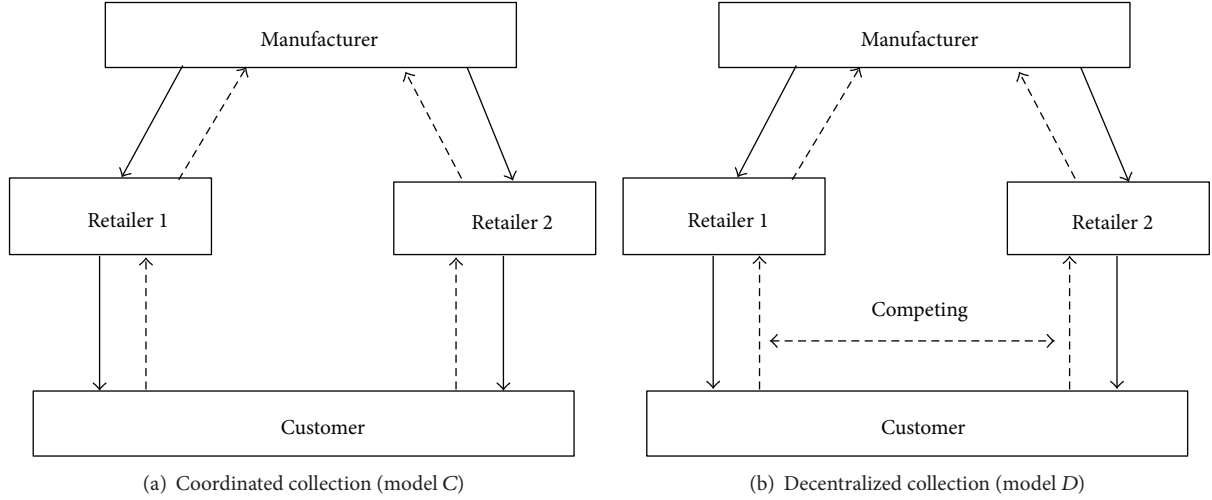 Manufacturer
Retailer 1
Retailer 2
Customer
(a) Coordinated collection (model C)
Manufacturer
Retailer 1
Retailer 2
Competing
Customer
(b) Decentralized collection (model D)